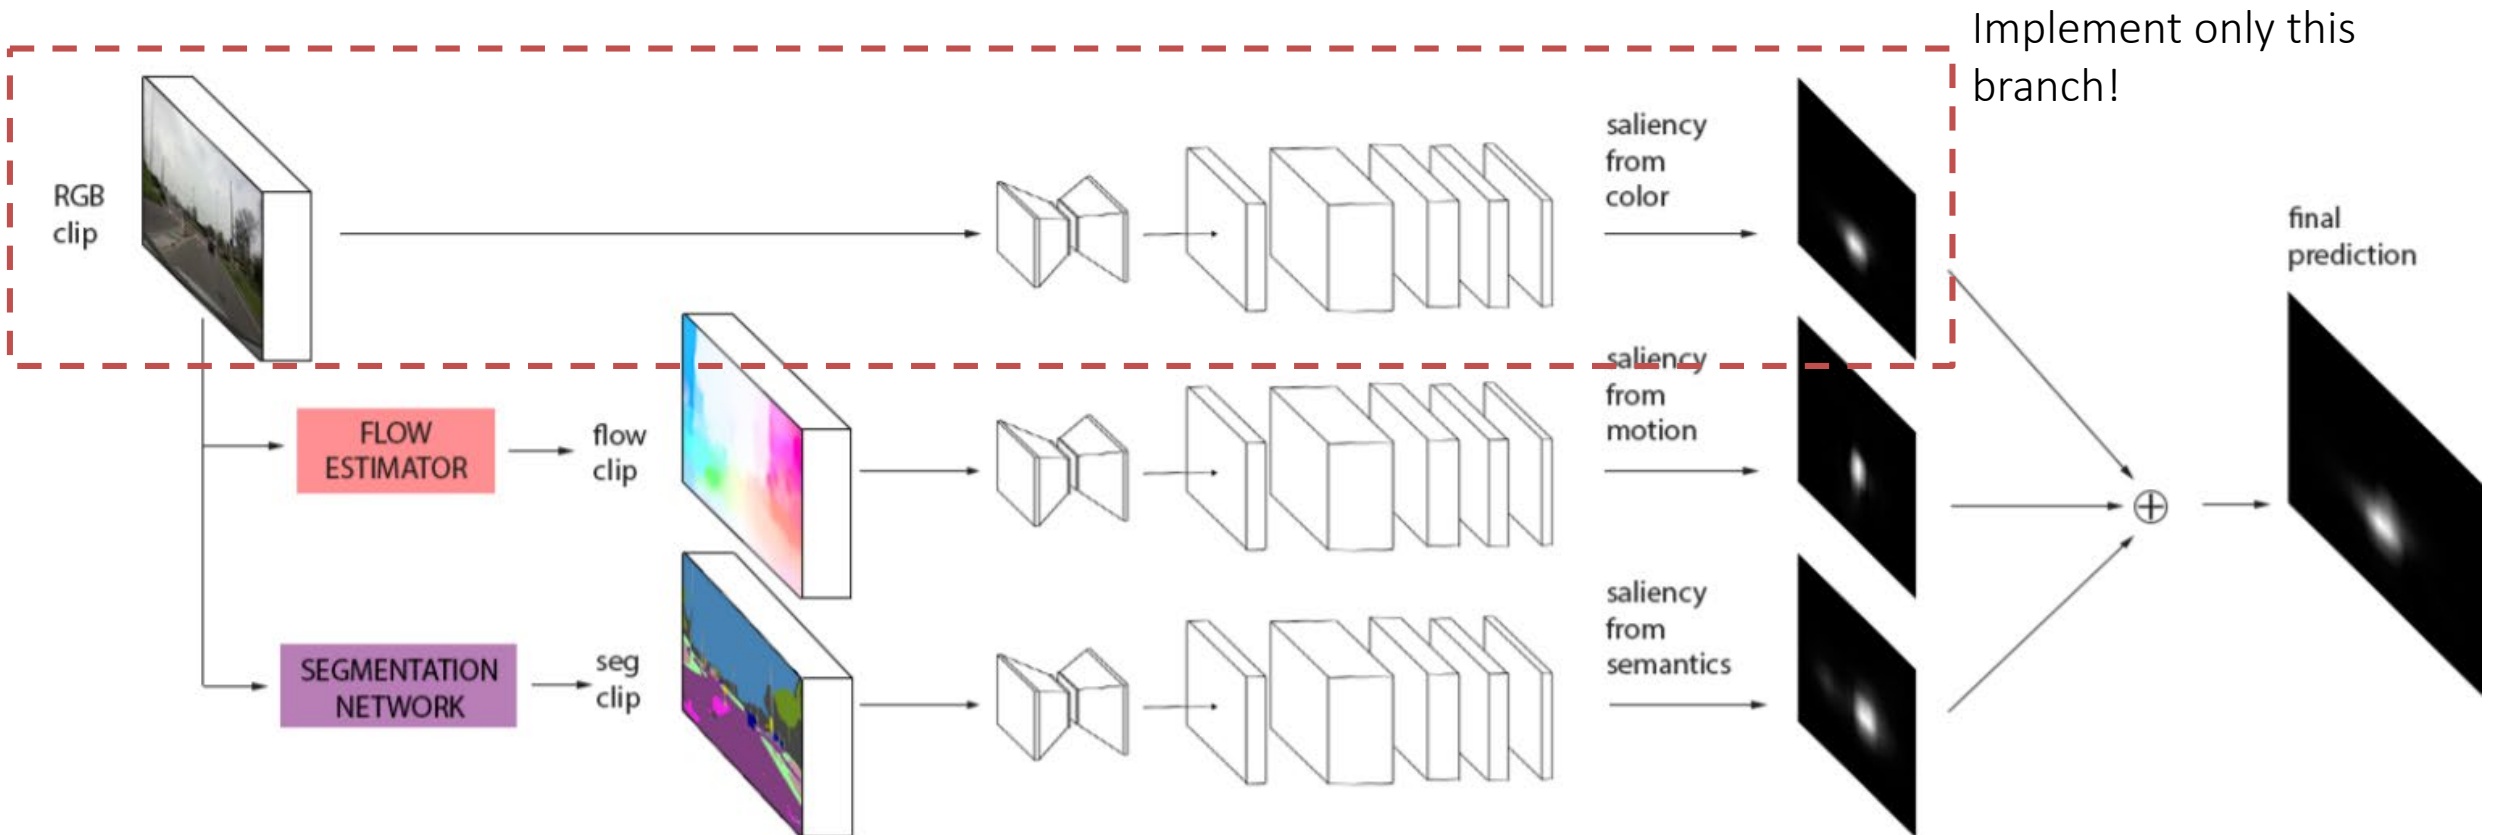 Implement only this
branch!
RGB
clip
saliency
from
color
final
prediction
FLOW
ESTIMATOR
flow
clip
saliency
from
motion
SEGMENTATION
NETWORK
seg
clip
saliency
from
semantics